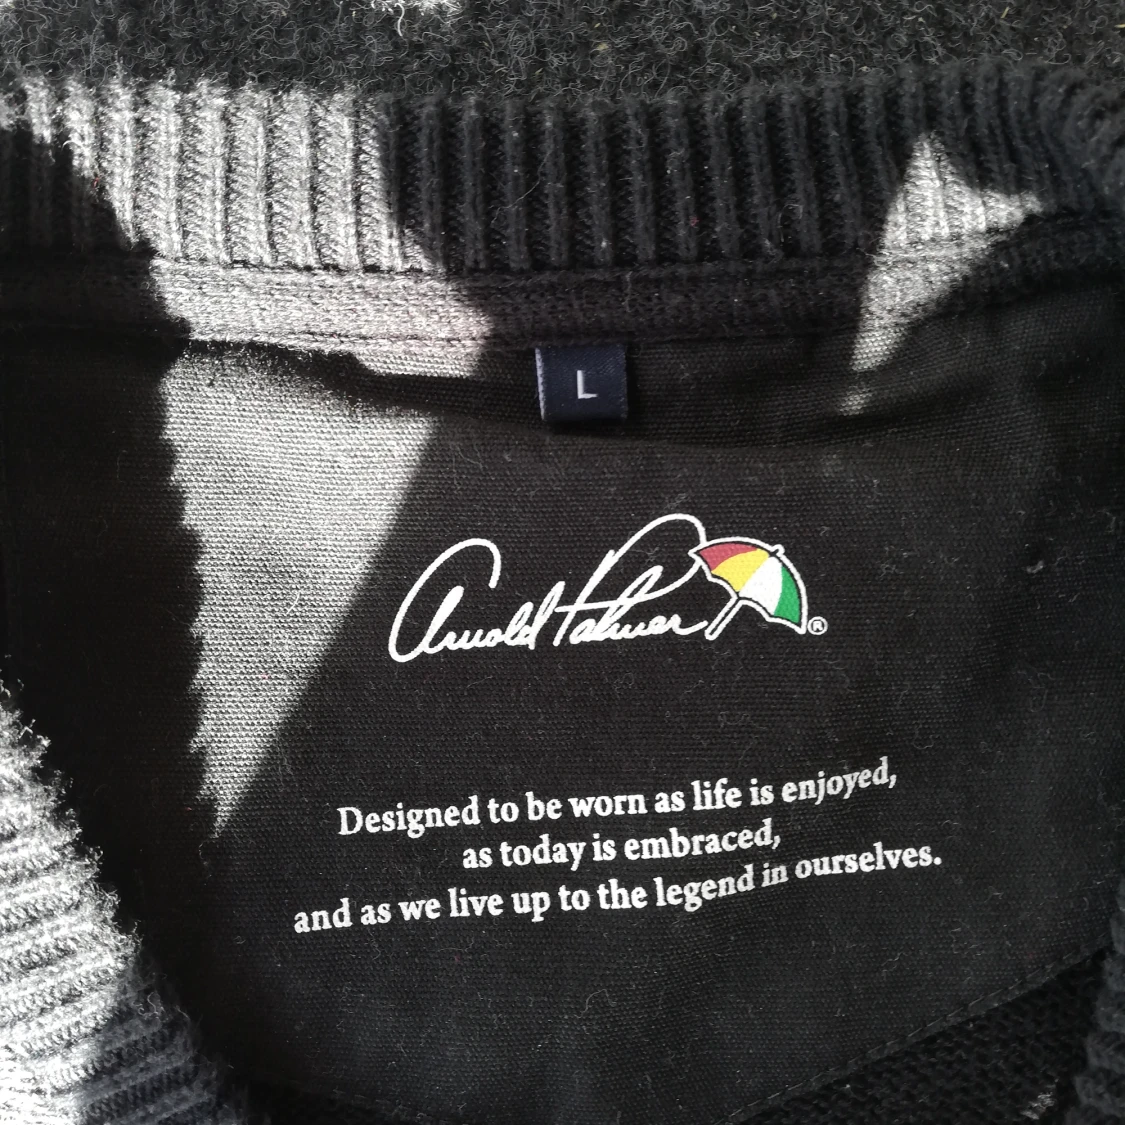 L
Arnold Palmer ®
Designed to be worn as life is enjoyed,
as today is embraced,
and as we live up to the legend in ourselves.